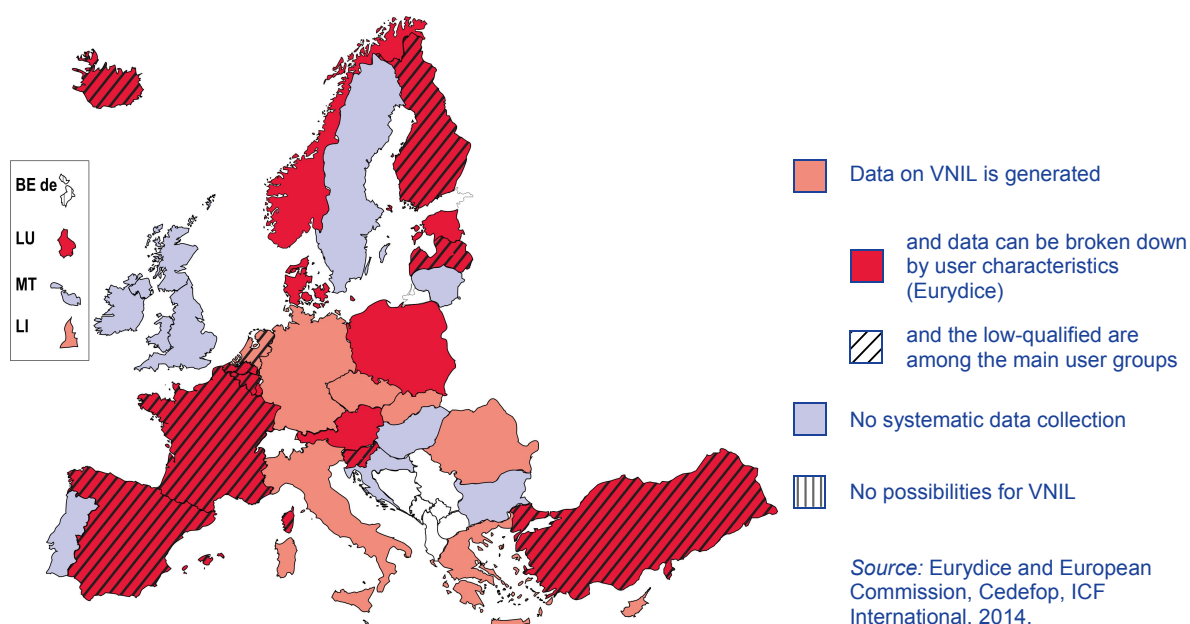 BE de
LU
MT
LI
Data on VNIL is generated
and data can be broken down
by user characteristics
(Eurydice)
and the low-qualified are
among the main user groups
No systematic data collection
No possibilities for VNIL
Source: Eurydice and European
Commission, Cedefop, ICF
International, 2014.